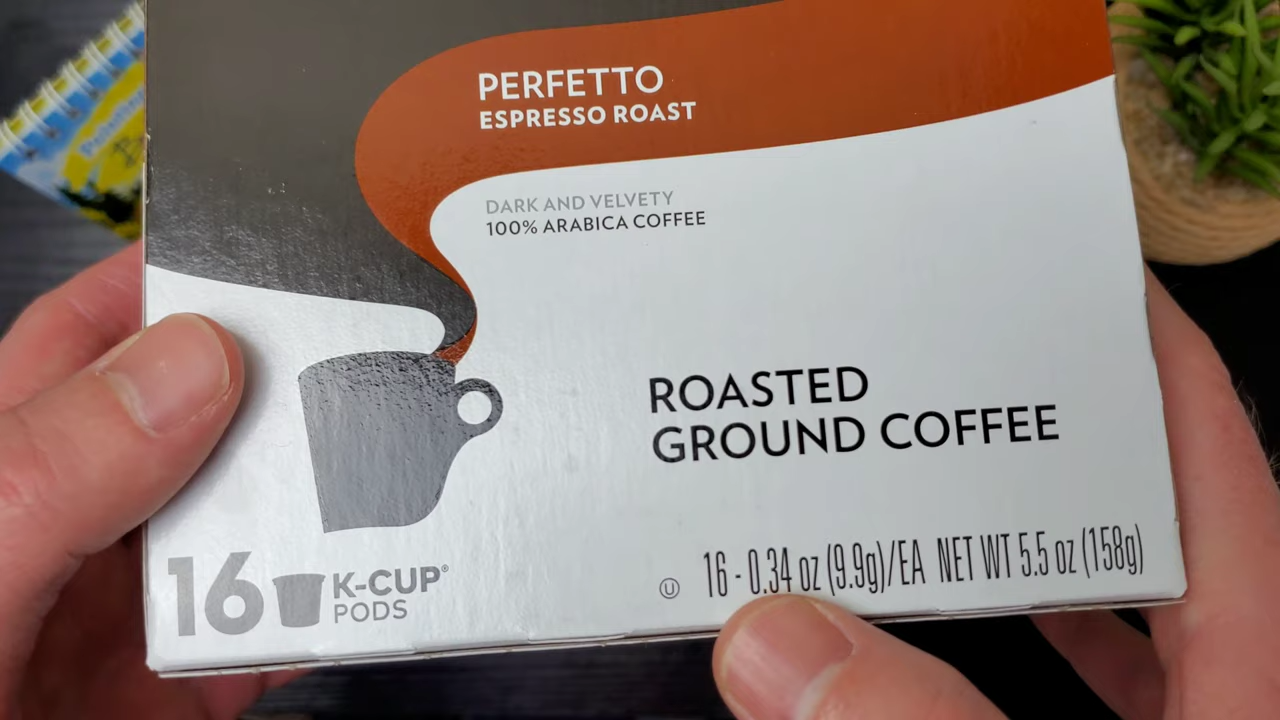 PERFETTO
ESPRESSO ROAST
DARK AND VELVETY
100% ARABICA COFFEE
ROASTED
GROUND COFFEE
16 K-CUP®
PODS
U 16 - 0.34 oz (9.9g)/EA NET WT 5.5 oz (158g)